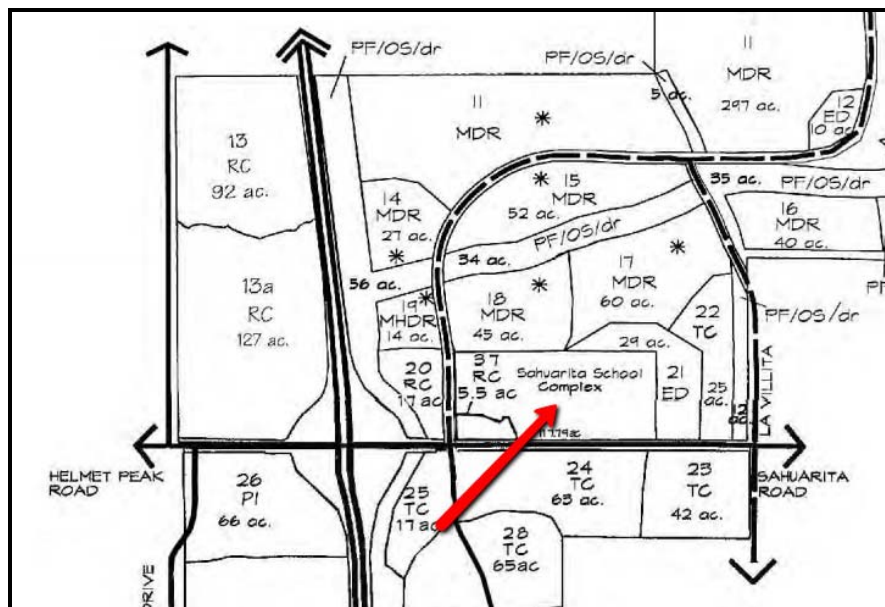 PF/OS/dr
PF/OS/dr
11
MDR
297 ac.
5 ac.
12
ED
10 ac.
11
MDR
13
RC
92 ac.
14
MDR
27 ac.
15
MDR
52 ac.
35 ac.
PF/OS/dr
16
MDR
40 ac.
PF/OS/dr
34 ac.
56 ac.
13a
RC
127 ac.
17
MDR
60 ac.
18
MDR
45 ac.
19
MHDR
14 ac.
22
TC
PF/OS/dr
29 ac.
20
RC
17 ac
37
RC
5.5 ac
Sahuarita School
Complex
21
ED
25
ac.
LA VILLITA
HELMET PEAK
ROAD
SAHUARITA
ROAD
26
PI
66 ac.
25
TC
17 ac
24
TC
63 ac.
23
TC
42 ac.
28
TC
65ac
DRIVE